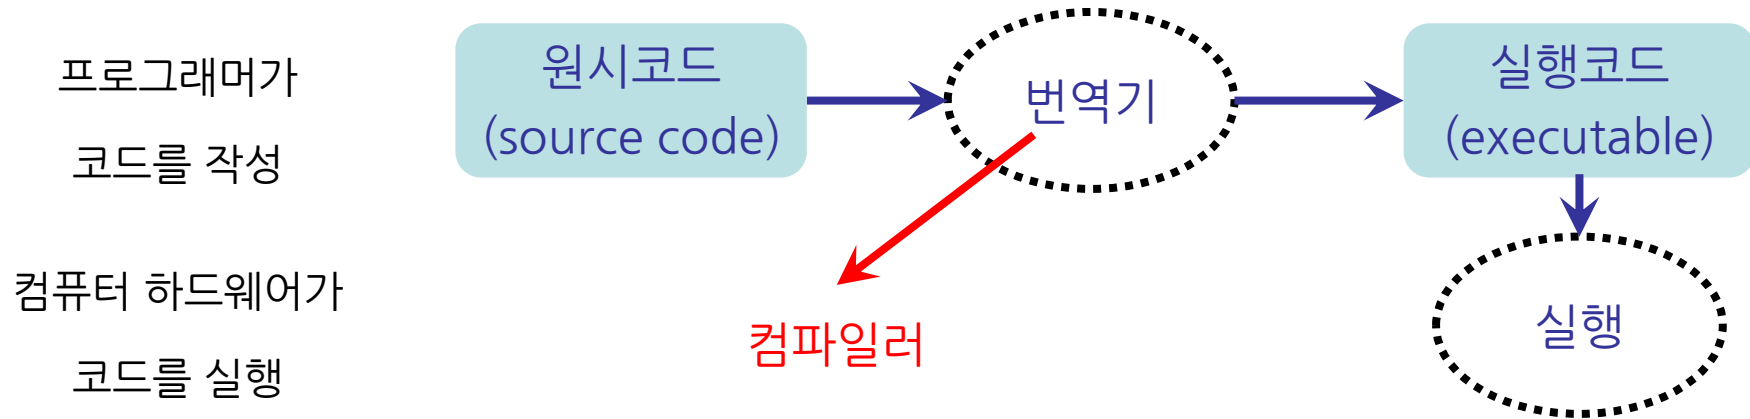 프로그래머가
코드를 작성
원시코드
(source code)
번역기
실행코드
(executable)
컴파일러
컴퓨터 하드웨어가
코드를 실행
실행